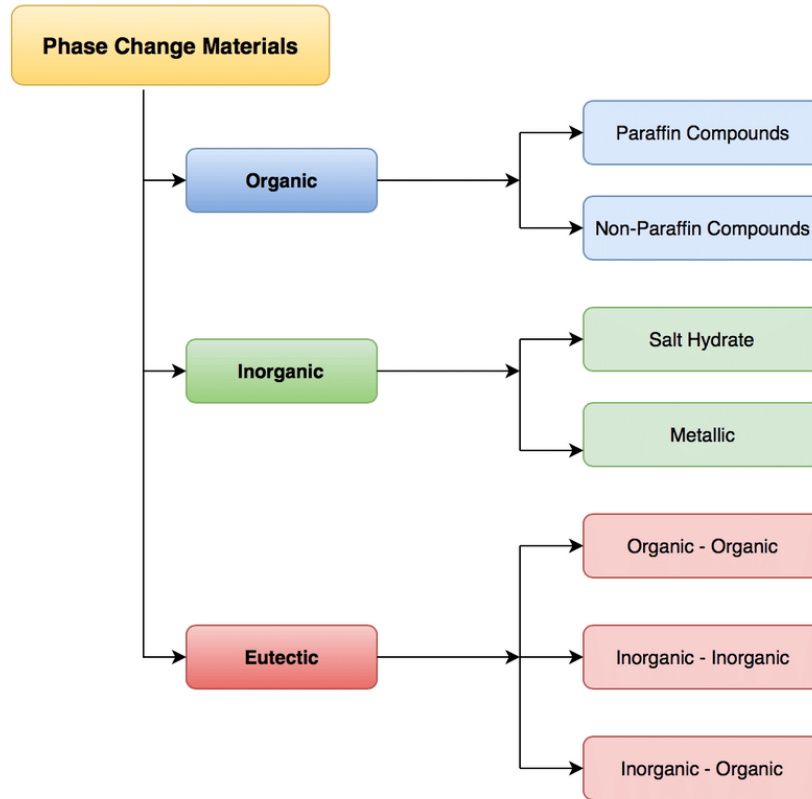 Phase Change Materials
Organic
Paraffin Compounds
Non-Paraffin Compounds
Inorganic
Salt Hydrate
Metallic
Eutectic
Organic - Organic
Inorganic - Inorganic
Inorganic - Organic